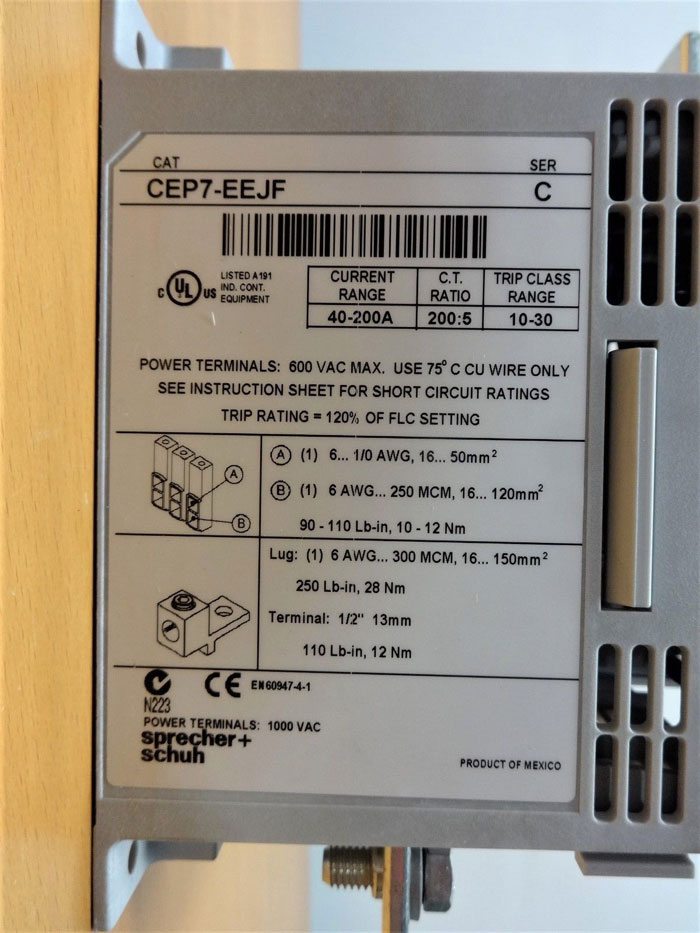 CAT SER
CEP7-EEJF C
c UL US LISTED A191
IND. CONT.
EQUIPMENT
CURRENT RANGE C.T. RATIO TRIP CLASS RANGE
40-200A 200:5 10-30
POWER TERMINALS: 600 VAC MAX. USE 75° C CU WIRE ONLY
SEE INSTRUCTION SHEET FOR SHORT CIRCUIT RATINGS
TRIP RATING = 120% OF FLC SETTING
A
B
A (1) 6... 1/0 AWG, 16... 50mm²
B (1) 6 AWG... 250 MCM, 16... 120mm²
90 - 110 Lb-in, 10 - 12 Nm
Lug: (1) 6 AWG... 300 MCM, 16... 150mm²
250 Lb-in, 28 Nm
Terminal: 1/2" 13mm
110 Lb-in, 12 Nm
CE EN 60947-4-1
N223
POWER TERMINALS: 1000 VAC
sprecher+
schuh
PRODUCT OF MEXICO